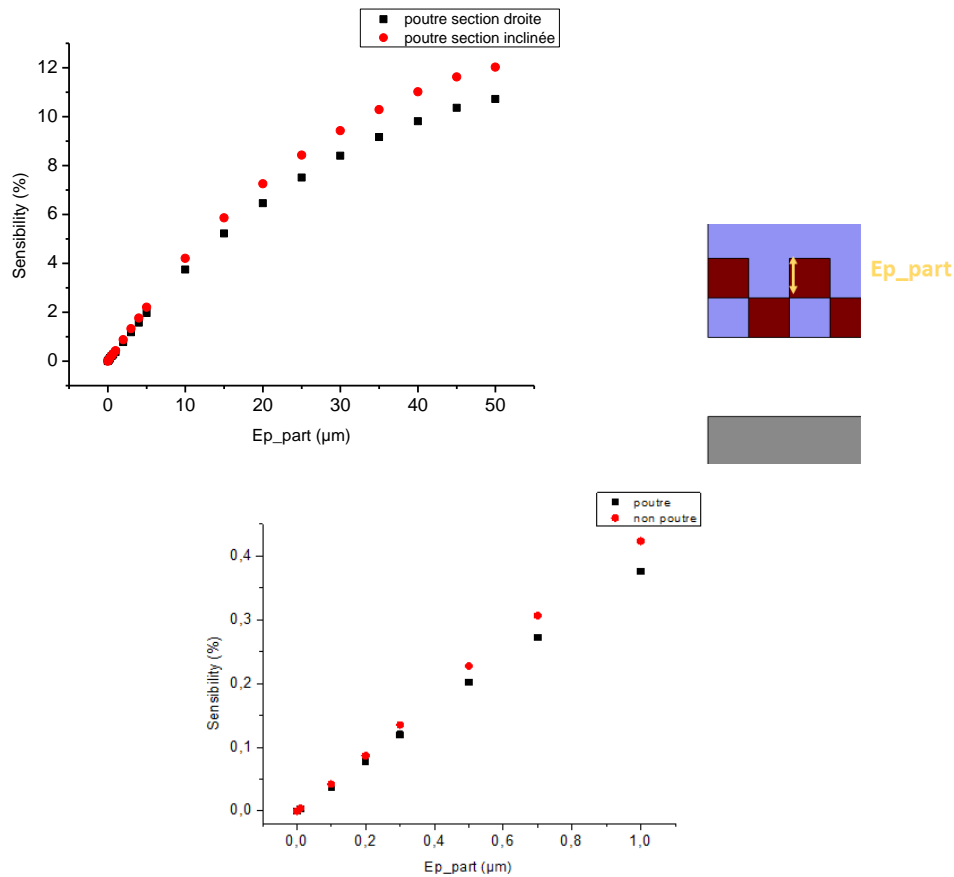 poutre section droite
poutre section inclinée
12
10
8
6
4
2
0
Sensibility (%)
0 10 20 30 40 50
Ep_part (µm)
Ep_part
poutre
non poutre
0,4
0,3
0,2
0,1
0,0
Sensibility (%)
0,0 0,2 0,4 0,6 0,8 1,0
Ep_part (µm)